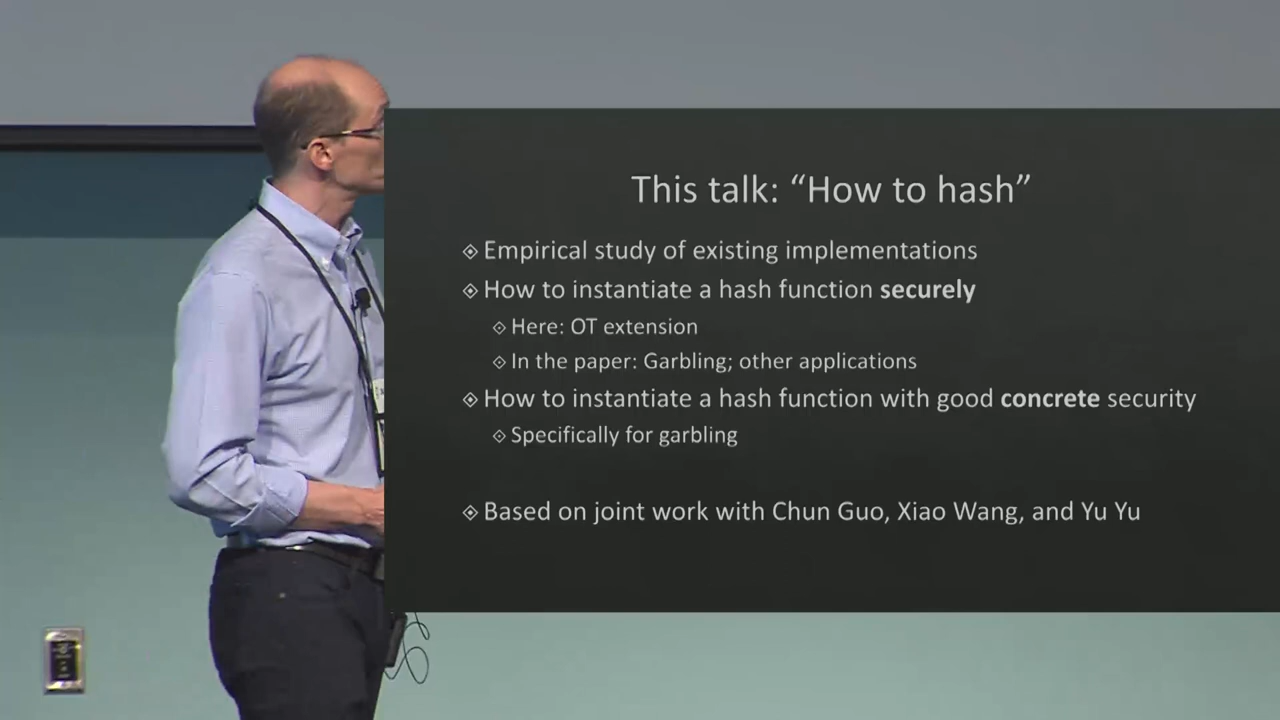 This talk: “How to hash”
Empirical study of existing implementations
How to instantiate a hash function securely
Here: OT extension
In the paper: Garbling; other applications
How to instantiate a hash function with good concrete security
Specifically for garbling
Based on joint work with Chun Guo, Xiao Wang, and Yu Yu